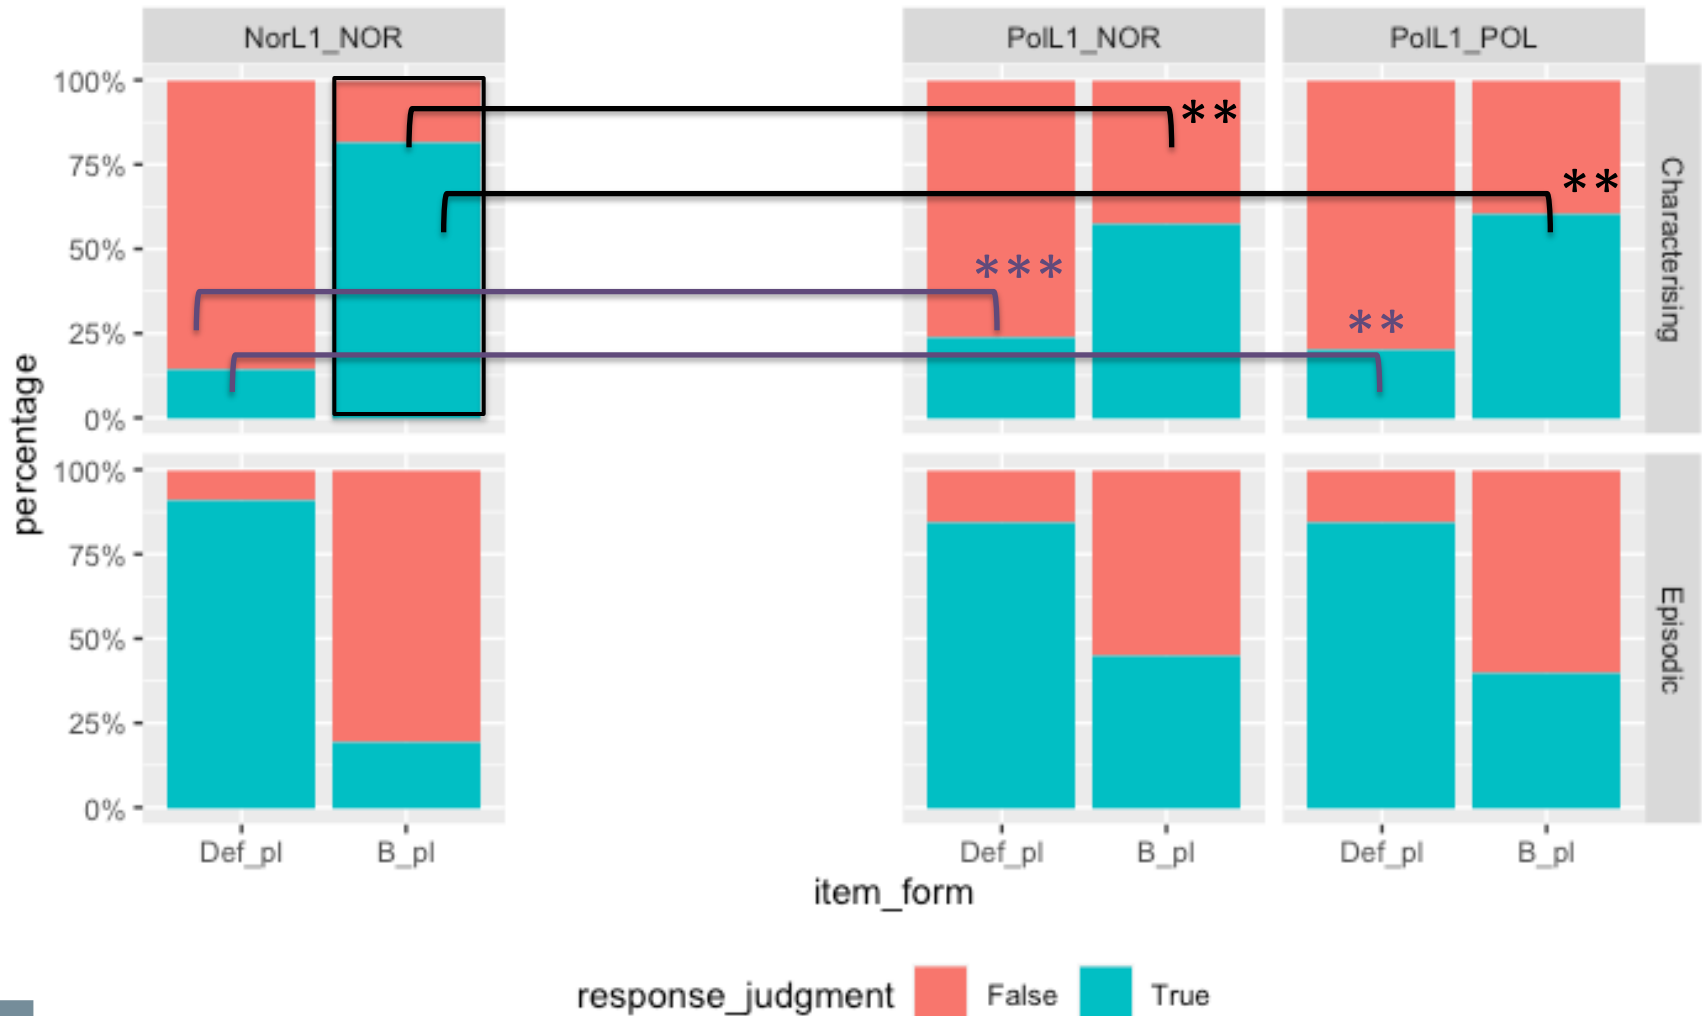 NorL1_NOR
PolL1_NOR
PolL1_POL
100%
75%
50%
25%
0%
**
**
***
**
Characterising
percentage
100%
75%
50%
25%
0%
Episodic
Def_pl
B_pl
Def_pl
B_pl
Def_pl
B_pl
item_form
response_judgment
False
True